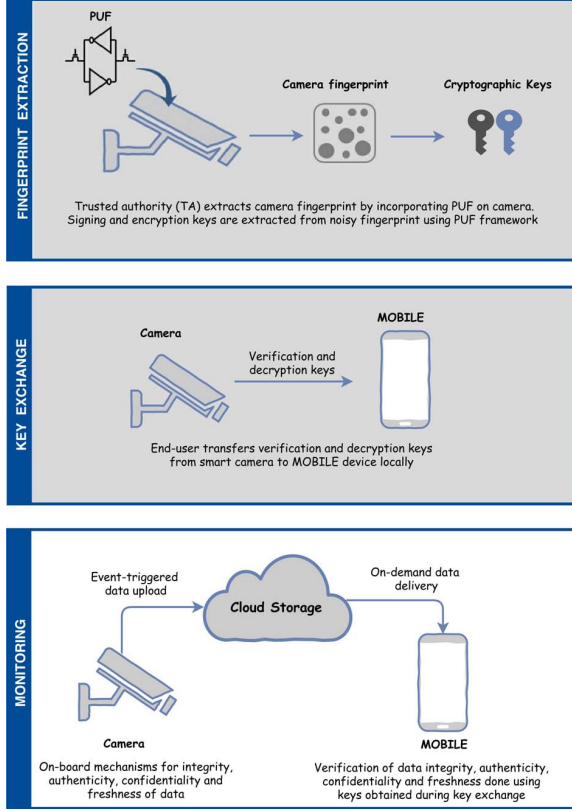 FINGERPRINT EXTRACTION
PUF
Camera fingerprint
Cryptographic Keys
Trusted authority (TA) extracts camera fingerprint by incorporating PUF on camera.
Signing and encryption keys are extracted from noisy fingerprint using PUF framework
KEY EXCHANGE
Camera
MOBILE
Verification and
decryption keys
End-user transfers verification and decryption keys
from smart camera to MOBILE device locally
MONITORING
Event-triggered
data upload
Cloud Storage
On-demand data
delivery
Camera
MOBILE
On-board mechanisms for integrity,
authenticity, confidentiality and
freshness of data
Verification of data integrity, authenticity,
confidentiality and freshness done using
keys obtained during key exchange